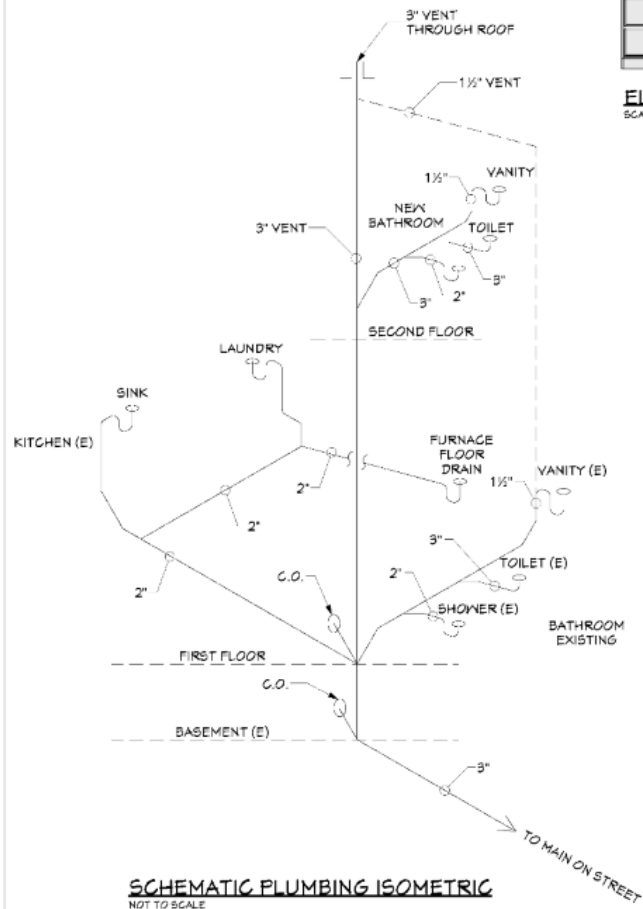 3" VENT
THROUGH ROOF
1½" VENT
1½"
VANITY
NEW
BATHROOM
TOILET
3" VENT
3"
2"
3"
SECOND FLOOR
LAUNDRY
SINK
KITCHEN (E)
FURNACE
FLOOR
DRAIN
2"
2"
2"
1½"
VANITY (E)
3"
TOILET (E)
2"
SHOWER (E)
C.O.
BATHROOM
EXISTING
FIRST FLOOR
C.O.
BASEMENT (E)
3"
TO MAIN ON STREET
SCHEMATIC PLUMBING ISOMETRIC
NOT TO SCALE